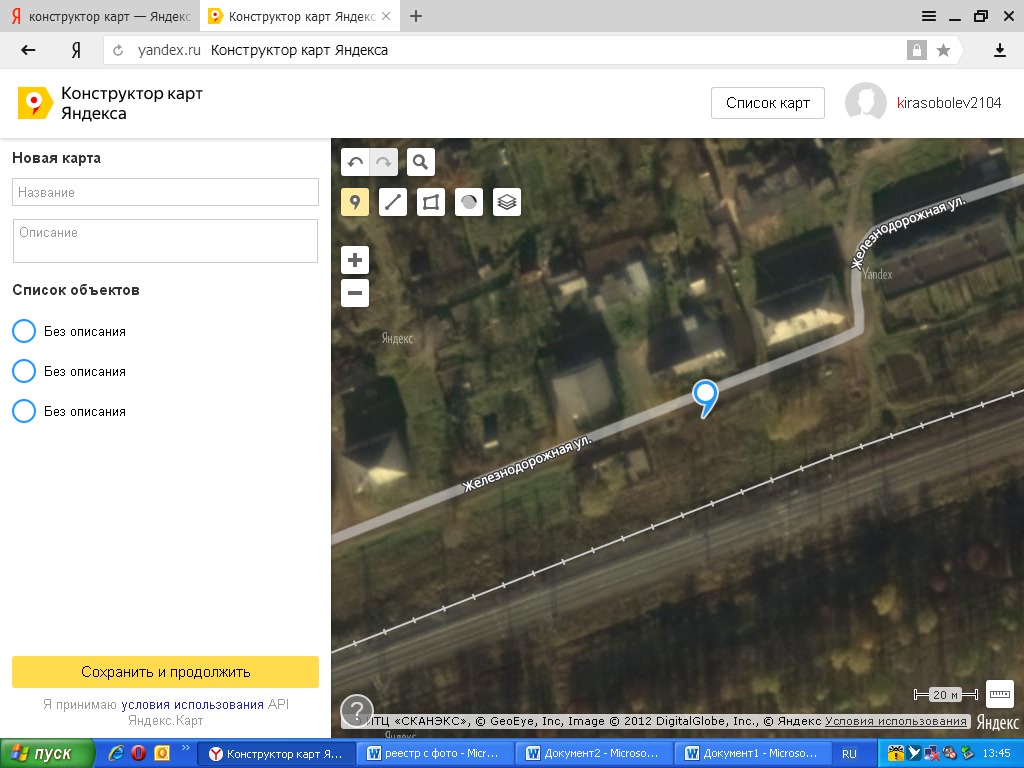 конструктор карт — Яндекс
Конструктор карт Яндекс
yandex.ru Конструктор карт Яндекса
Конструктор карт
Яндекса
Список карт
kirasobolev2104
Новая карта
Название
Описание
Список объектов
Без описания
Без описания
Без описания
Сохранить и продолжить
Я принимаю условия использования API
Яндекс.Карт
Железнодорожная ул.
Yandex
Яндекс
Железнодорожная ул.
20 м
?
ИТЦ «СКАНЭКС», © GeoEye, Inc, Image © 2012 DigitalGlobe, Inc., © Яндекс Условия использования
Яндекс
Яндекс
пуск
Конструктор карт Я...
реестр с фото - Micr...
Документ2 - Microso...
Документ1 - Microso...
RU
13:45